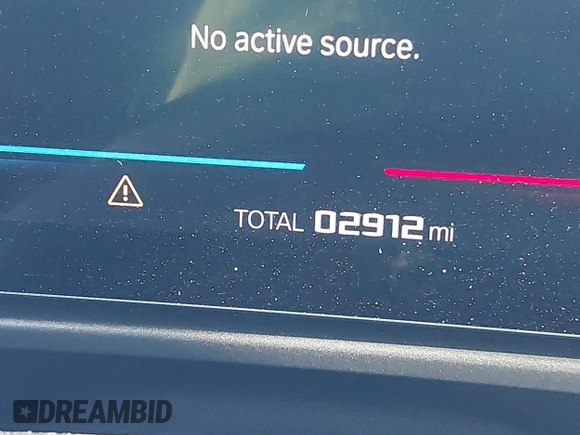 No active source.
TOTAL 02912 mi
DREAMBID